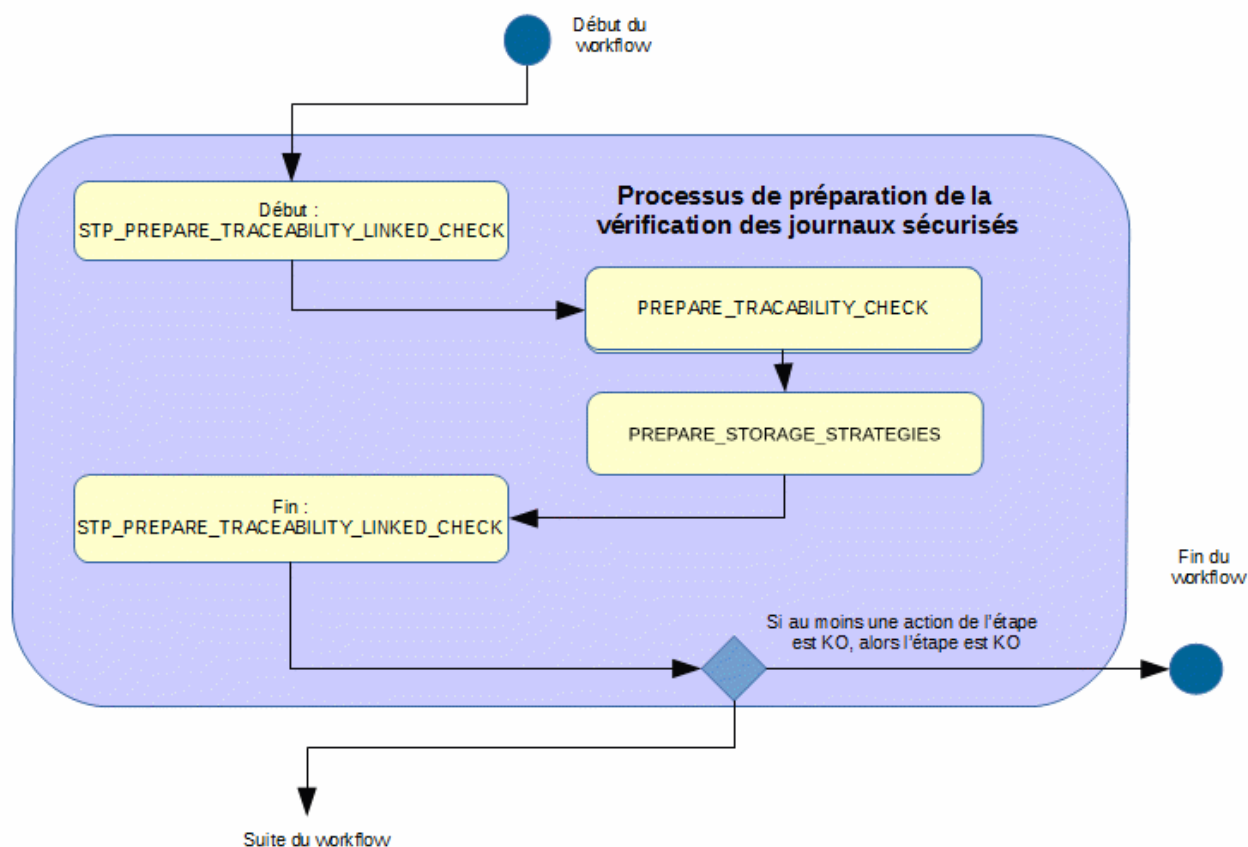 Début du
workflow
Processus de préparation de la
vérification des journaux sécurisés
Début :
STP_PREPARE_TRACEABILITY_LINKED_CHECK
PREPARE_TRACABILITY_CHECK
PREPARE_STORAGE_STRATEGIES
Fin :
STP_PREPARE_TRACEABILITY_LINKED_CHECK
Fin du
workflow
Si au moins une action de l'étape
est KO, alors l'étape est KO
Suite du workflow